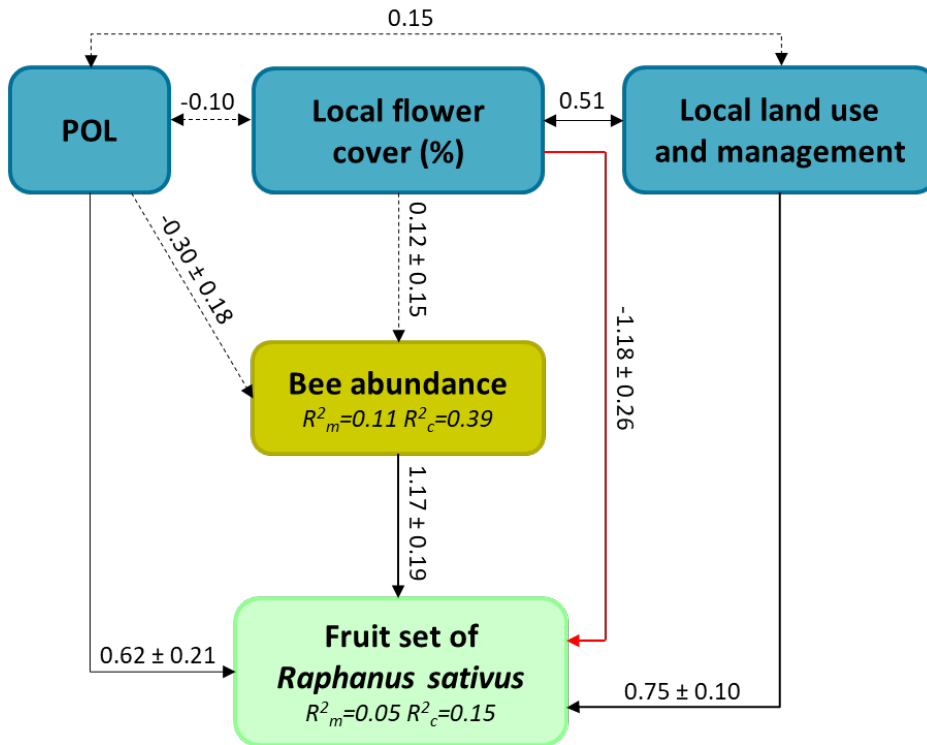 0.15
POL
-0.10
Local flower
cover (%)
0.51
Local land use
and management
-0.30 ± 0.18
0.12 ± 0.15
-1.18 ± 0.26
Bee abundance
R²ₘ=0.11 R²꜀=0.39
1.17 ± 0.19
Fruit set of
Raphanus sativus
R²ₘ=0.05 R²꜀=0.15
0.62 ± 0.21
0.75 ± 0.10